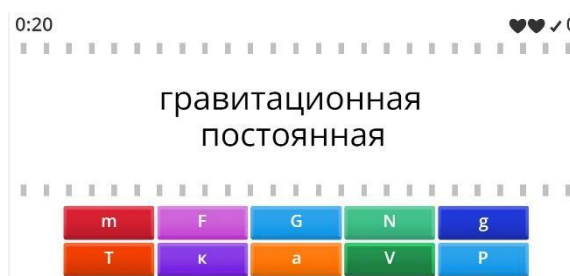 0:20
гравитационная
постоянная
m F G N g
T к a V P